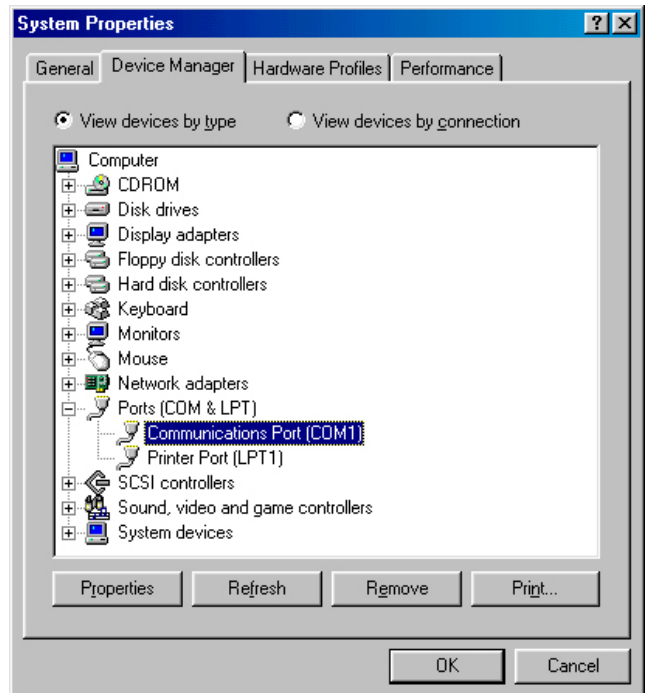 System Properties
General Device Manager Hardware Profiles Performance
View devices by type View devices by connection
Computer
CDROM
Disk drives
Display adapters
Floppy disk controllers
Hard disk controllers
Keyboard
Monitors
Mouse
Network adapters
Ports (COM & LPT)
Communications Port (COM1)
Printer Port (LPT1)
SCSI controllers
Sound, video and game controllers
System devices
Properties Refresh Remove Print...
OK Cancel